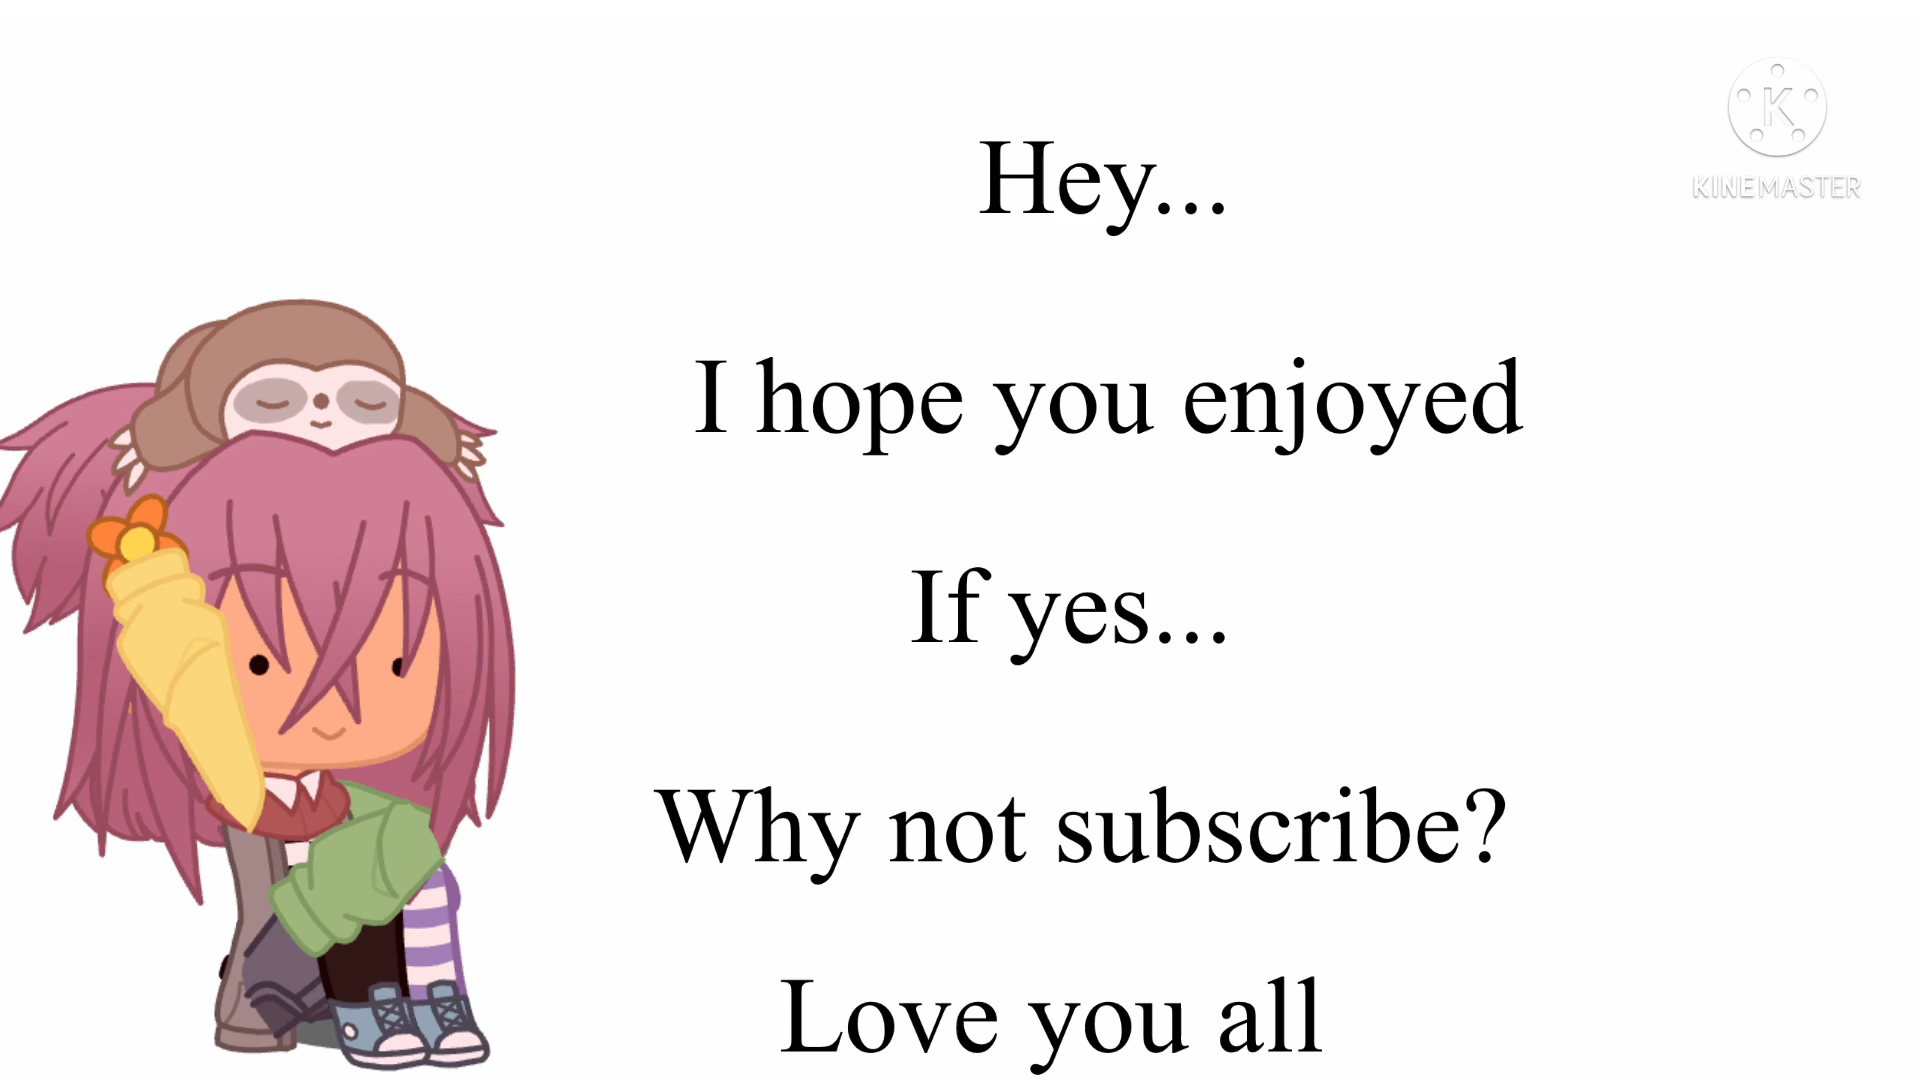 K
KINEMASTER
Hey...
I hope you enjoyed
If yes...
Why not subscribe?
Love you all